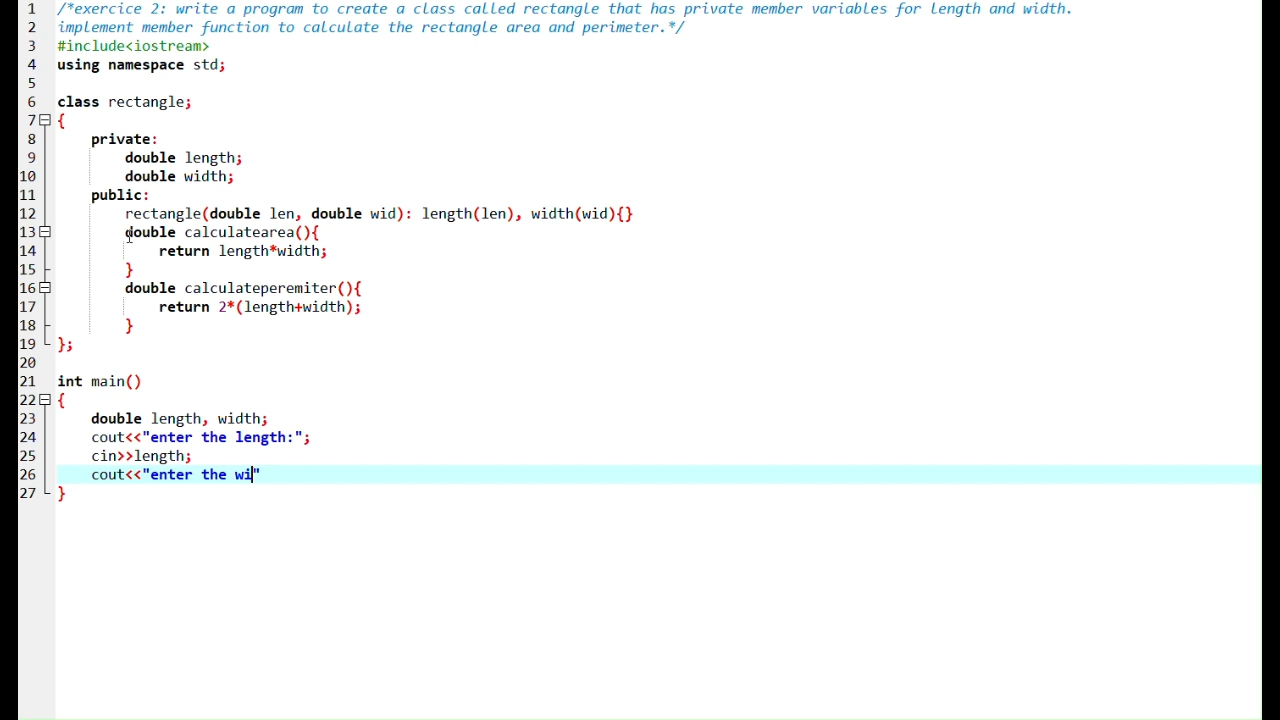 1 /*exercice 2: write a program to create a class called rectangle that has private member variables for length and width.
2 implement member function to calculate the rectangle area and perimeter.*/
3 #include<iostream>
4 using namespace std;
5
6 class rectangle;
7 {
8 private:
9 double length;
10 double width;
11 public:
12 rectangle(double len, double wid): length(len), width(wid){}
13 double calculatearea(){
14 return length*width;
15 }
16 double calculateperemiter(){
17 return 2*(length+width);
18 }
19 };
20
21 int main()
22 {
23 double length, width;
24 cout<<"enter the length:";
25 cin>>length;
26 cout<<"enter the wi"
27 }